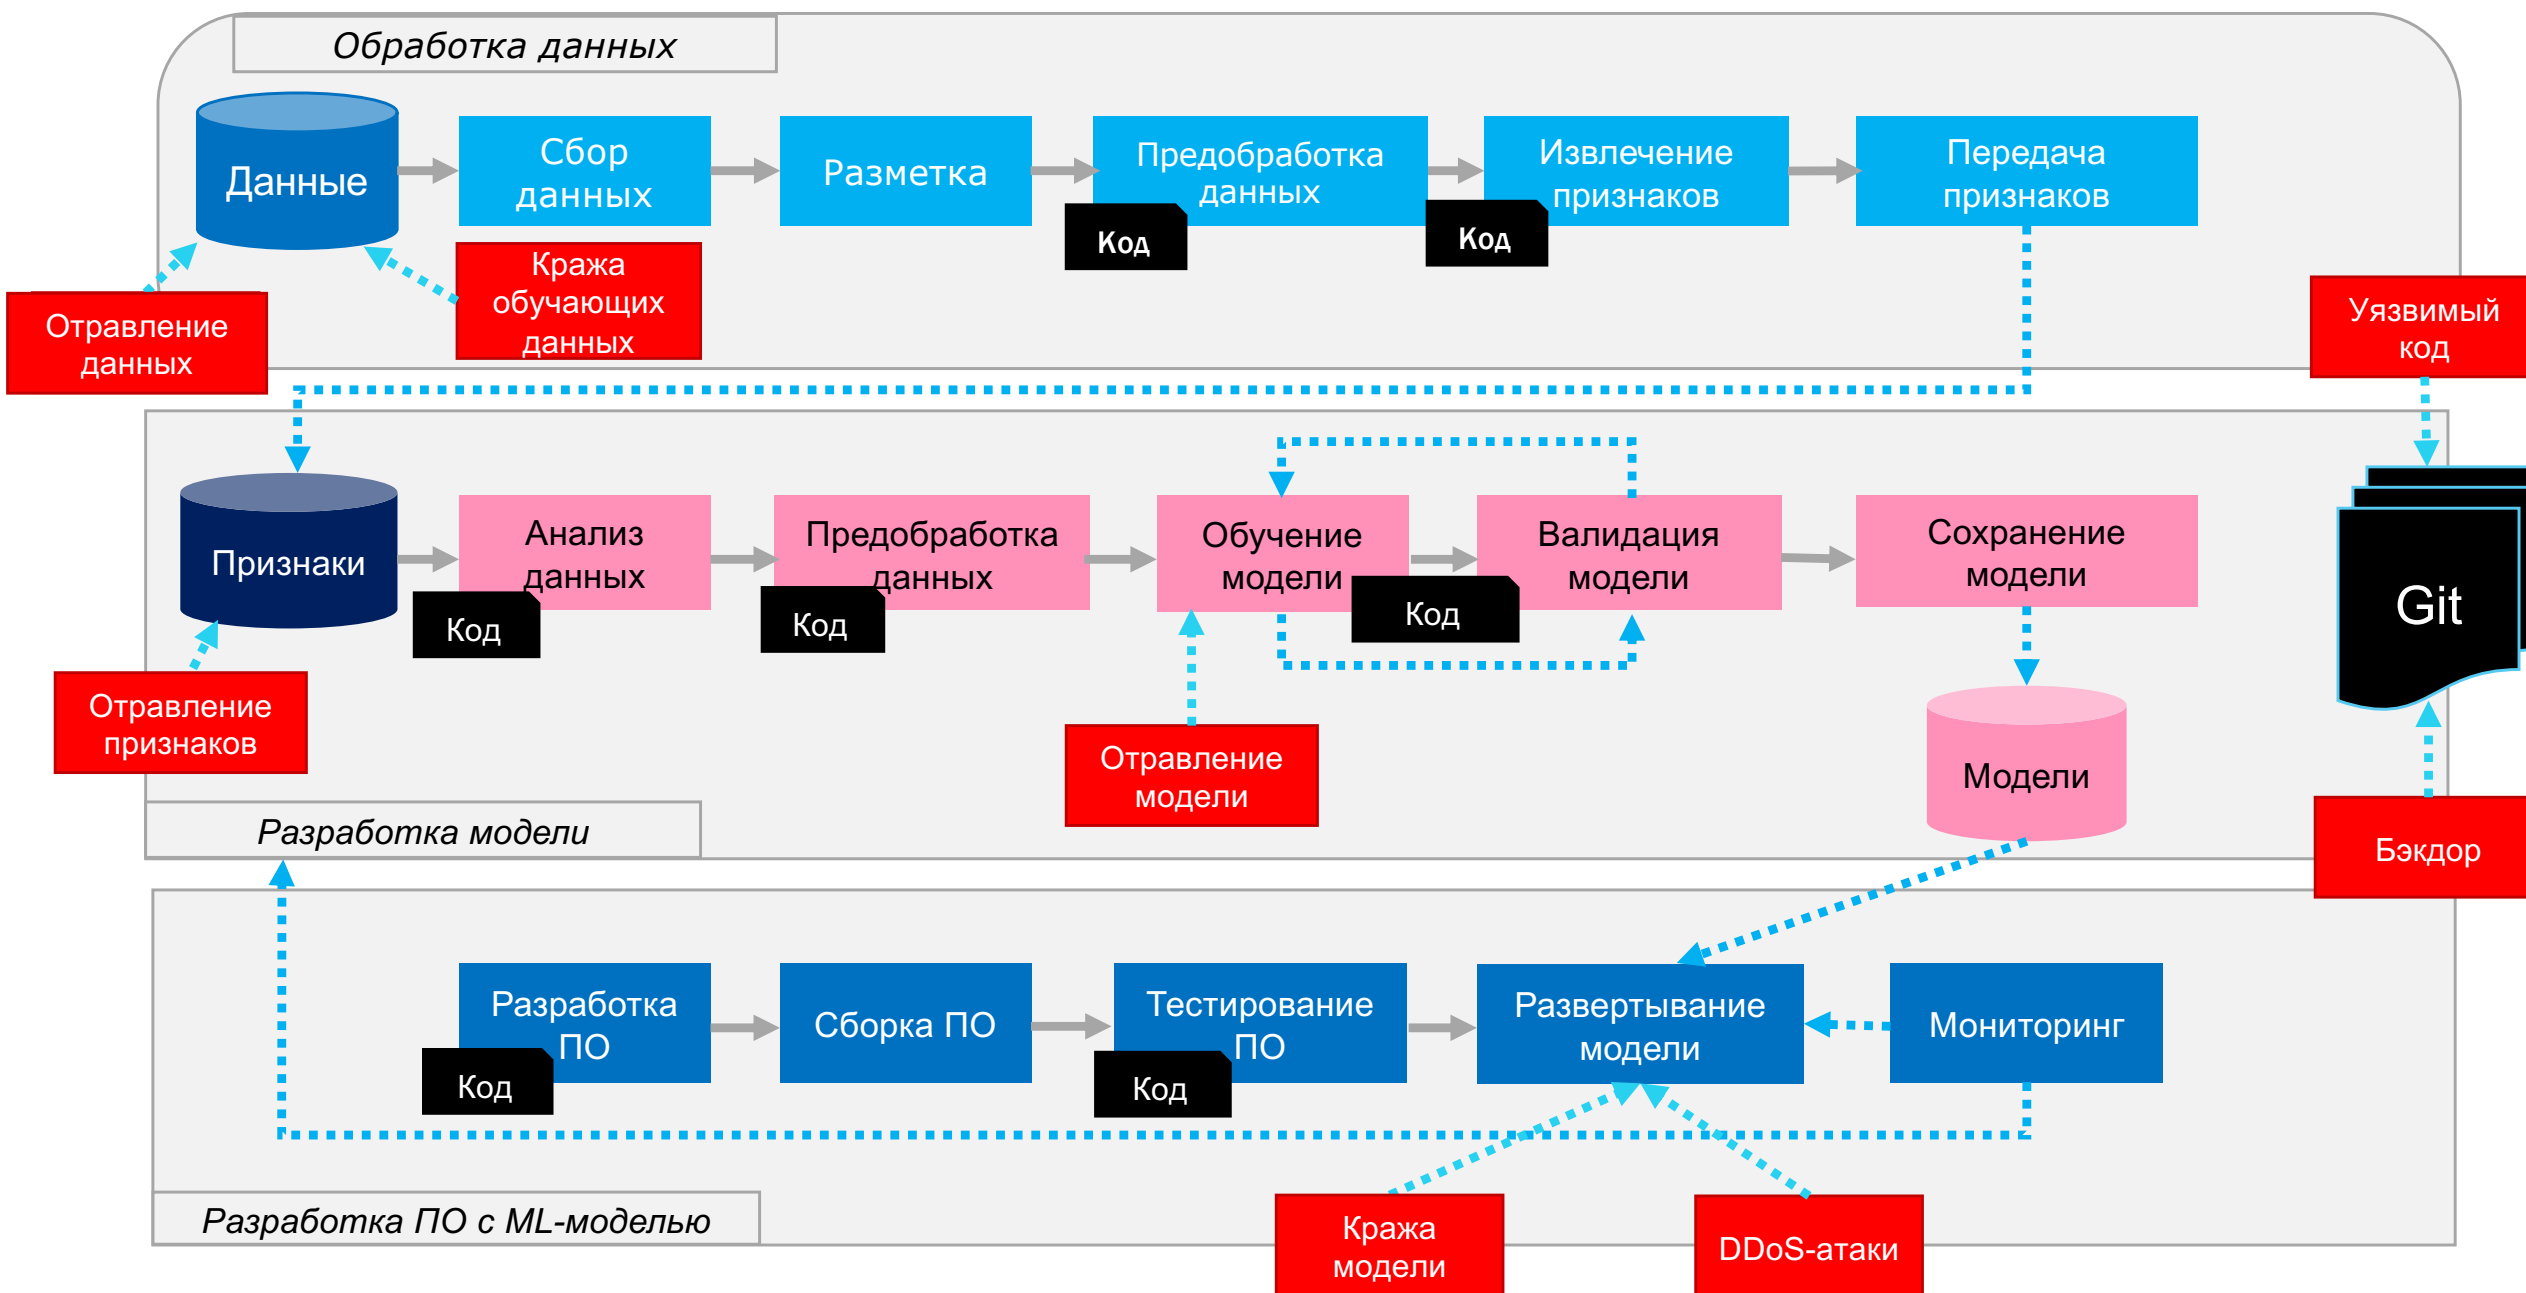 Обработка данных
Данные
Сбор
данных
Разметка
Предобработка
данных
Извлечение
признаков
Передача
признаков
Код
Код
Отравление
данных
Кража
обучающих
данных
Уязвимый
код
Признаки
Анализ
данных
Предобработка
данных
Обучение
модели
Валидация
модели
Сохранение
модели
Код
Код
Код
Git
Отравление
признаков
Отравление
модели
Модели
Разработка модели
Бэкдор
Разработка
ПО
Сборка ПО
Тестирование
ПО
Развертывание
модели
Мониторинг
Код
Код
Разработка ПО с ML-моделью
Кража
модели
DDoS-атаки